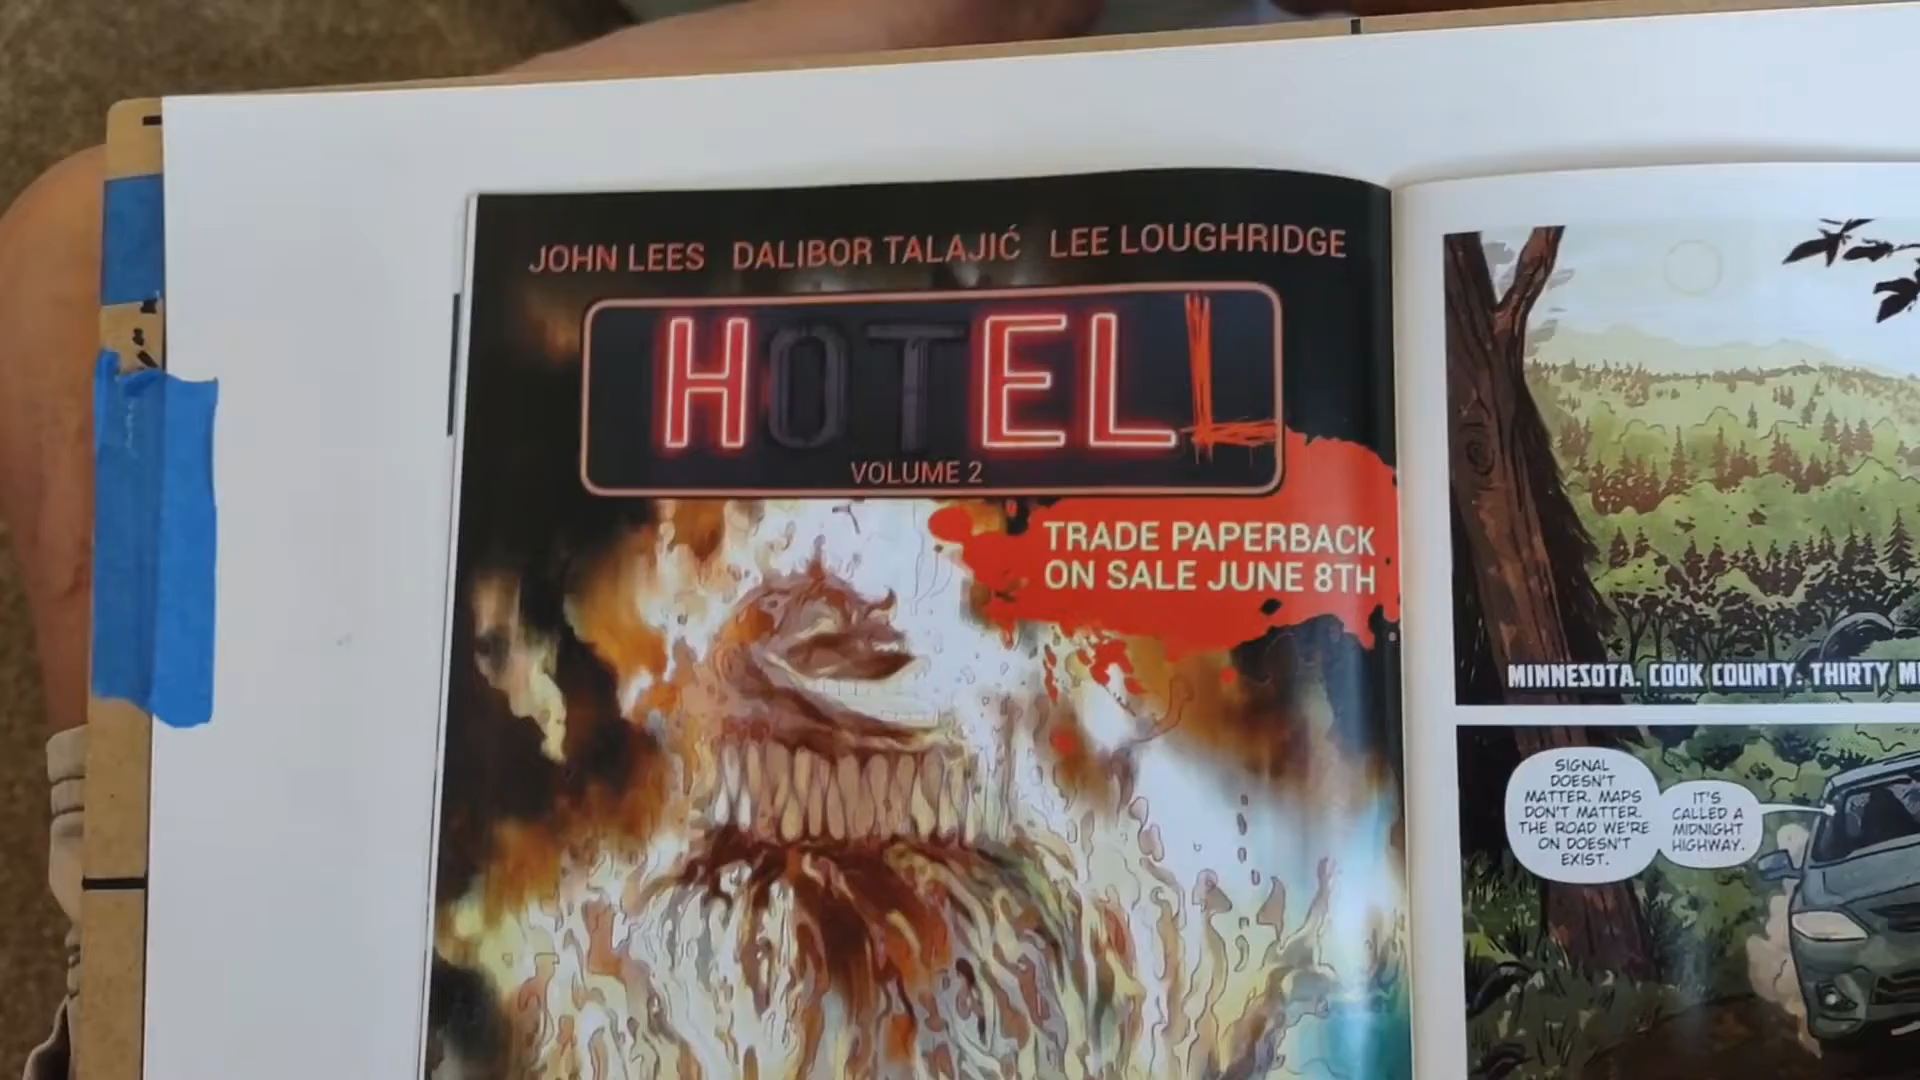 JOHN LEES DALIBOR TALAJIĆ LEE LOUGHRIDGE
HOTELL
VOLUME 2
TRADE PAPERBACK
ON SALE JUNE 8TH
MINNESOTA. COOK COUNTY. THIRTY
SIGNAL
DOESN'T
MATTER. MAPS
DON'T MATTER.
THE ROAD WE'RE
ON DOESN'T
EXIST.
IT'S
CALLED A
MIDNIGHT
HIGHWAY.